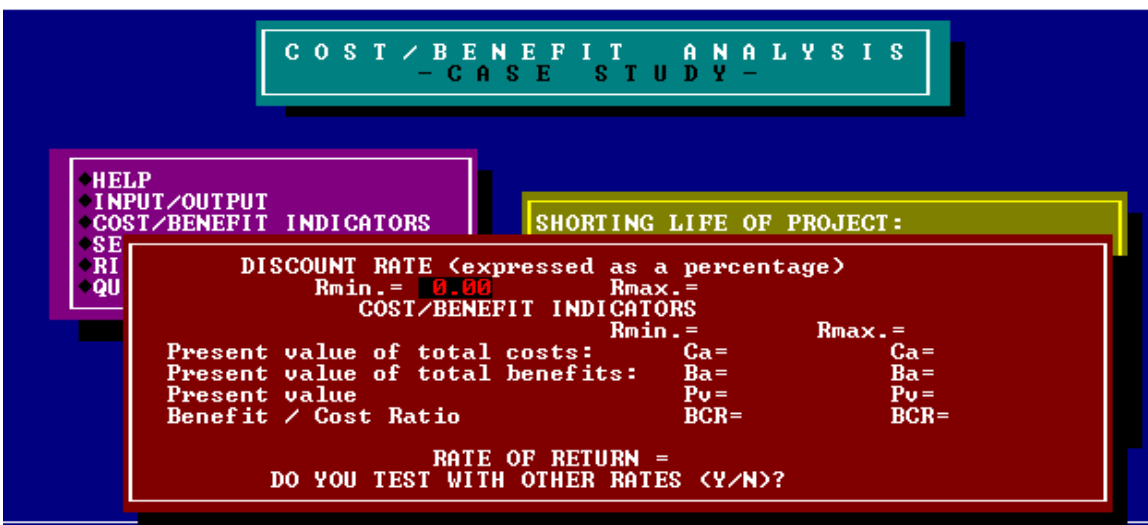 COST/BENEFIT ANALYSIS
-CASE STUDY-
◆HELP
◆INPUT/OUTPUT
◆COST/BENEFIT INDICATORS
◆SE
◆RI
◆QU
SHORTING LIFE OF PROJECT:
DISCOUNT RATE (expressed as a percentage)
Rmin.= 0.00 Rmax.=
COST/BENEFIT INDICATORS
Rmin.= Rmax.=
Present value of total costs: Ca= Ca=
Present value of total benefits: Ba= Ba=
Present value Pv= Pv=
Benefit / Cost Ratio BCR= BCR=
RATE OF RETURN =
DO YOU TEST WITH OTHER RATES (Y/N)?